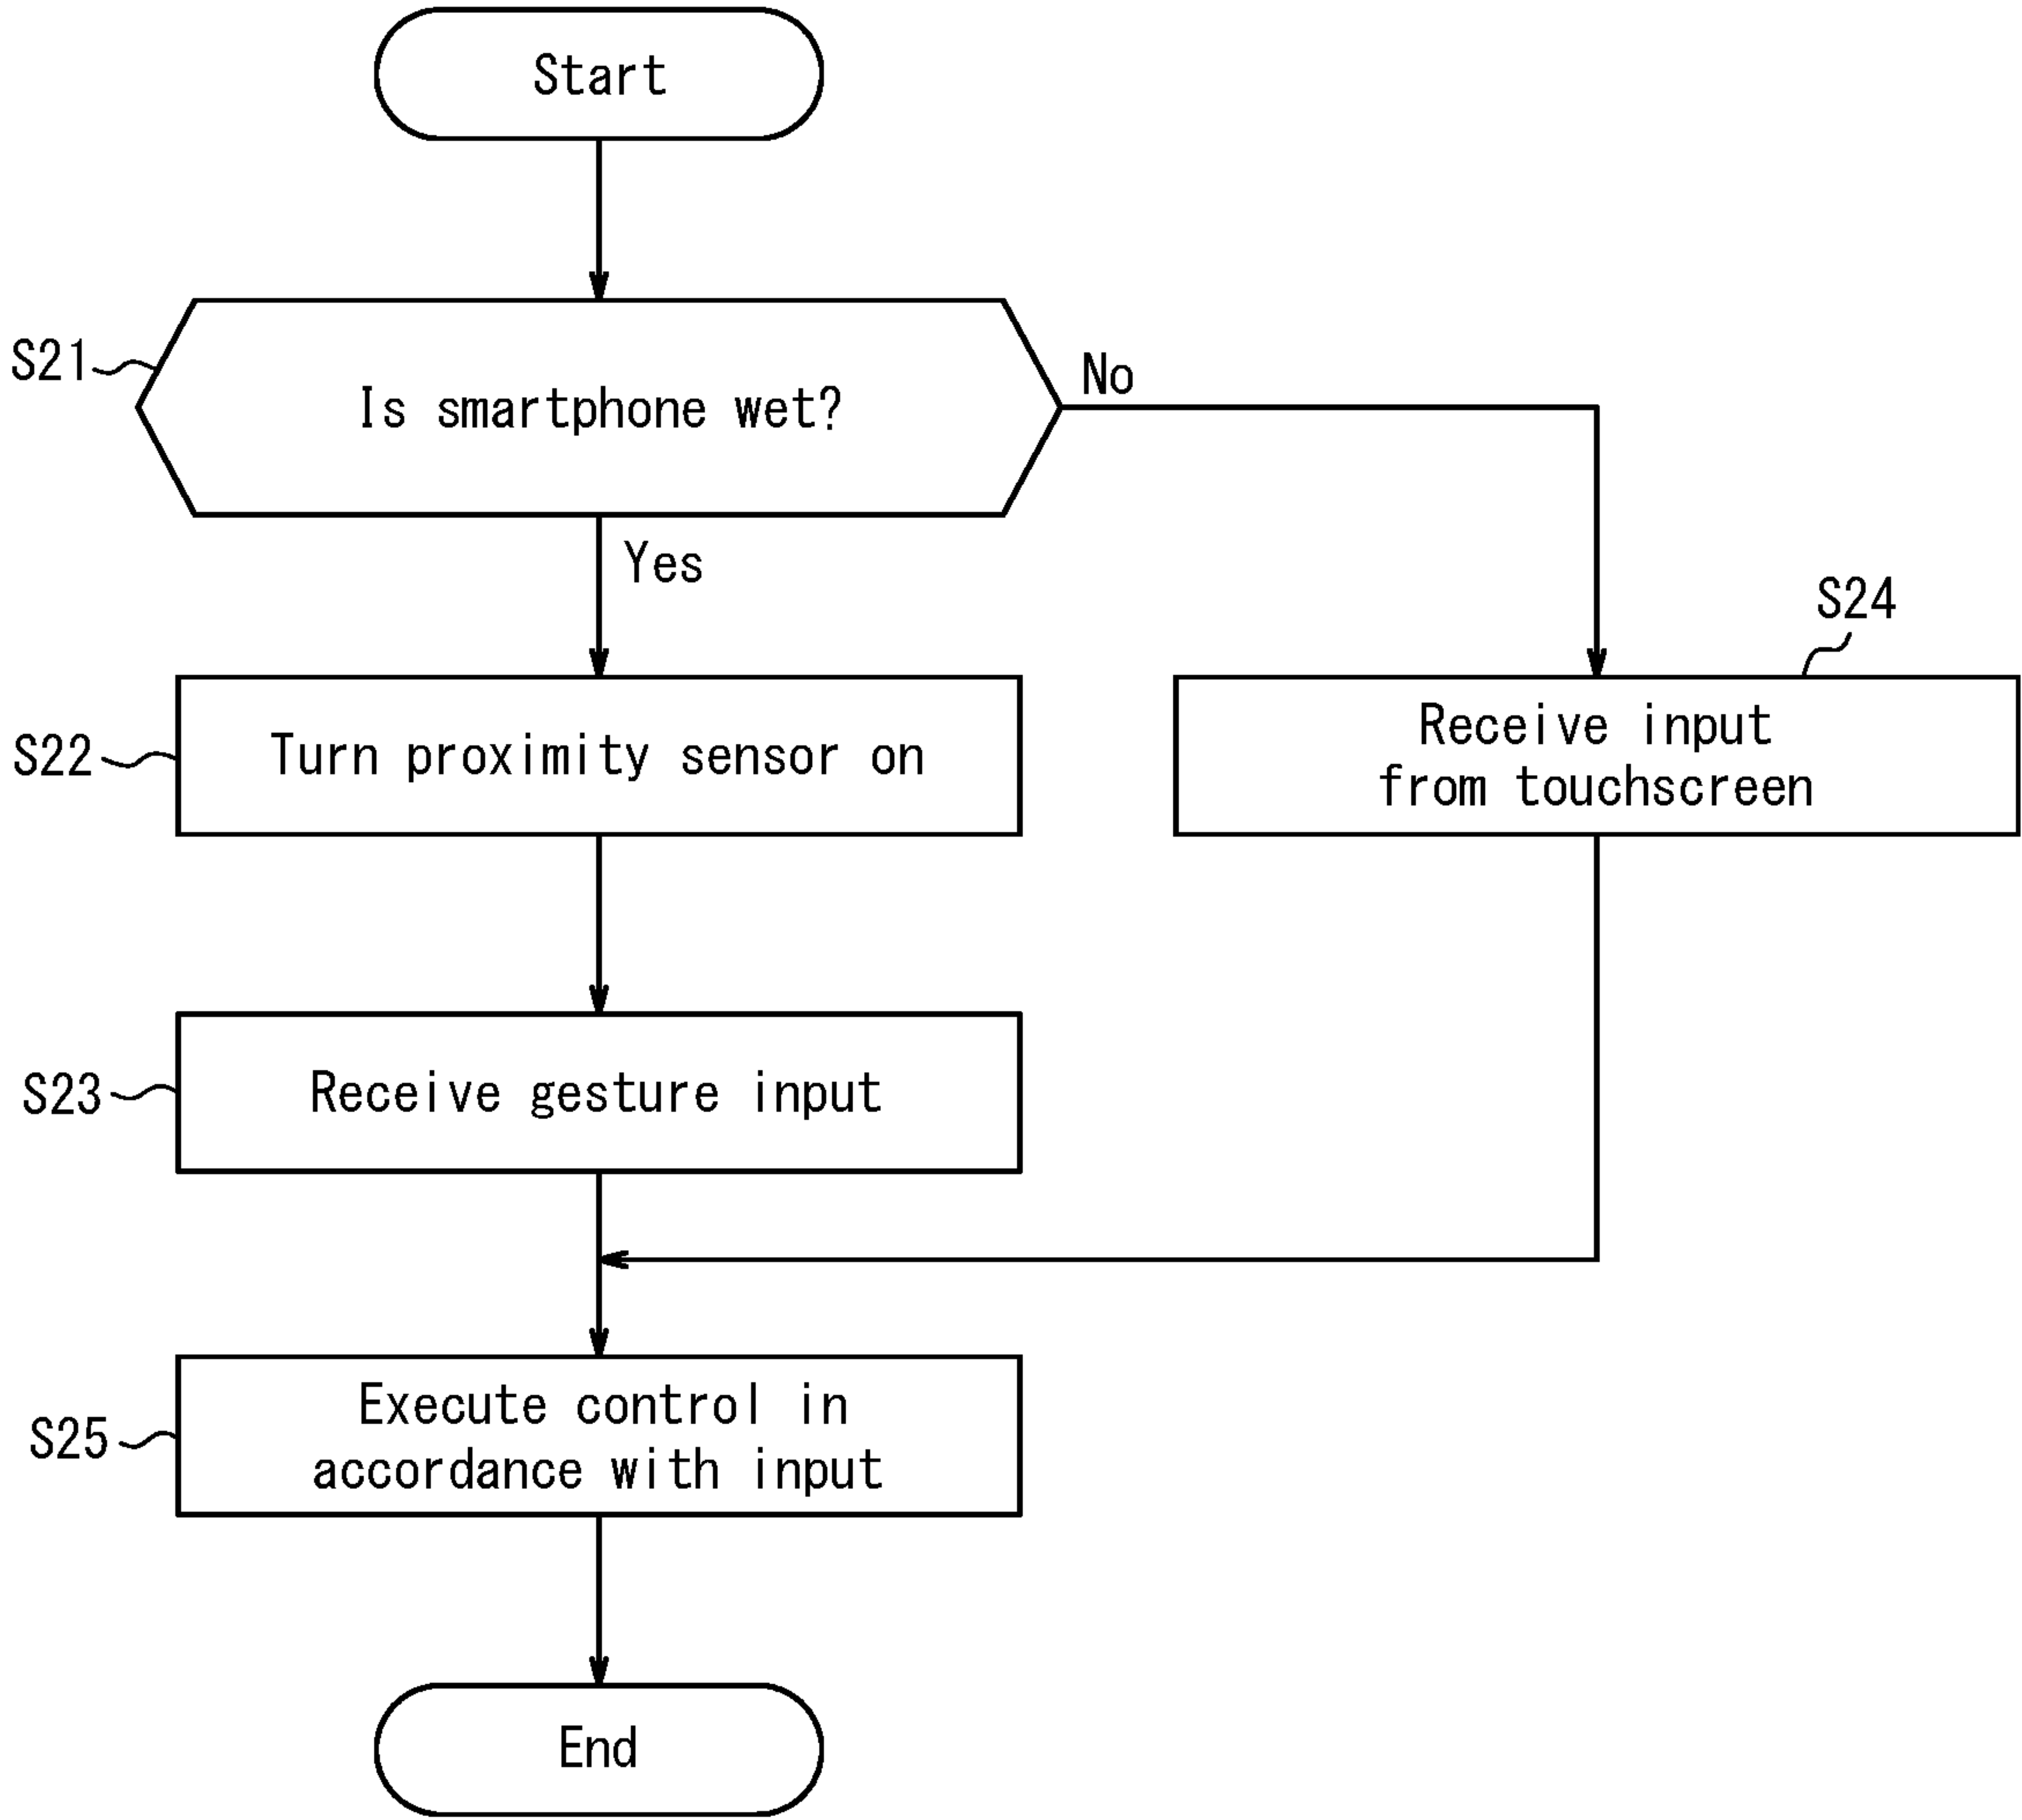 Start
S21
Is smartphone wet?
No
Yes
S22
Turn proximity sensor on
S24
Receive input
from touchscreen
S23
Receive gesture input
S25
Execute control in
accordance with input
End